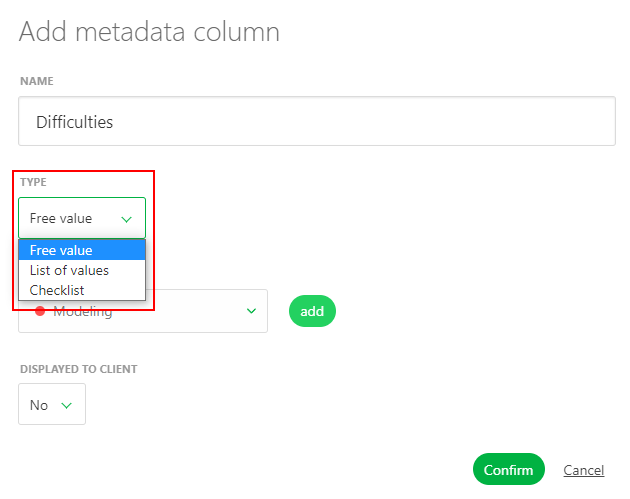 Add metadata column
NAME
Difficulties
TYPE
Free value
Free value
List of values
Checklist
Modeling
add
DISPLAYED TO CLIENT
No
Confirm
Cancel